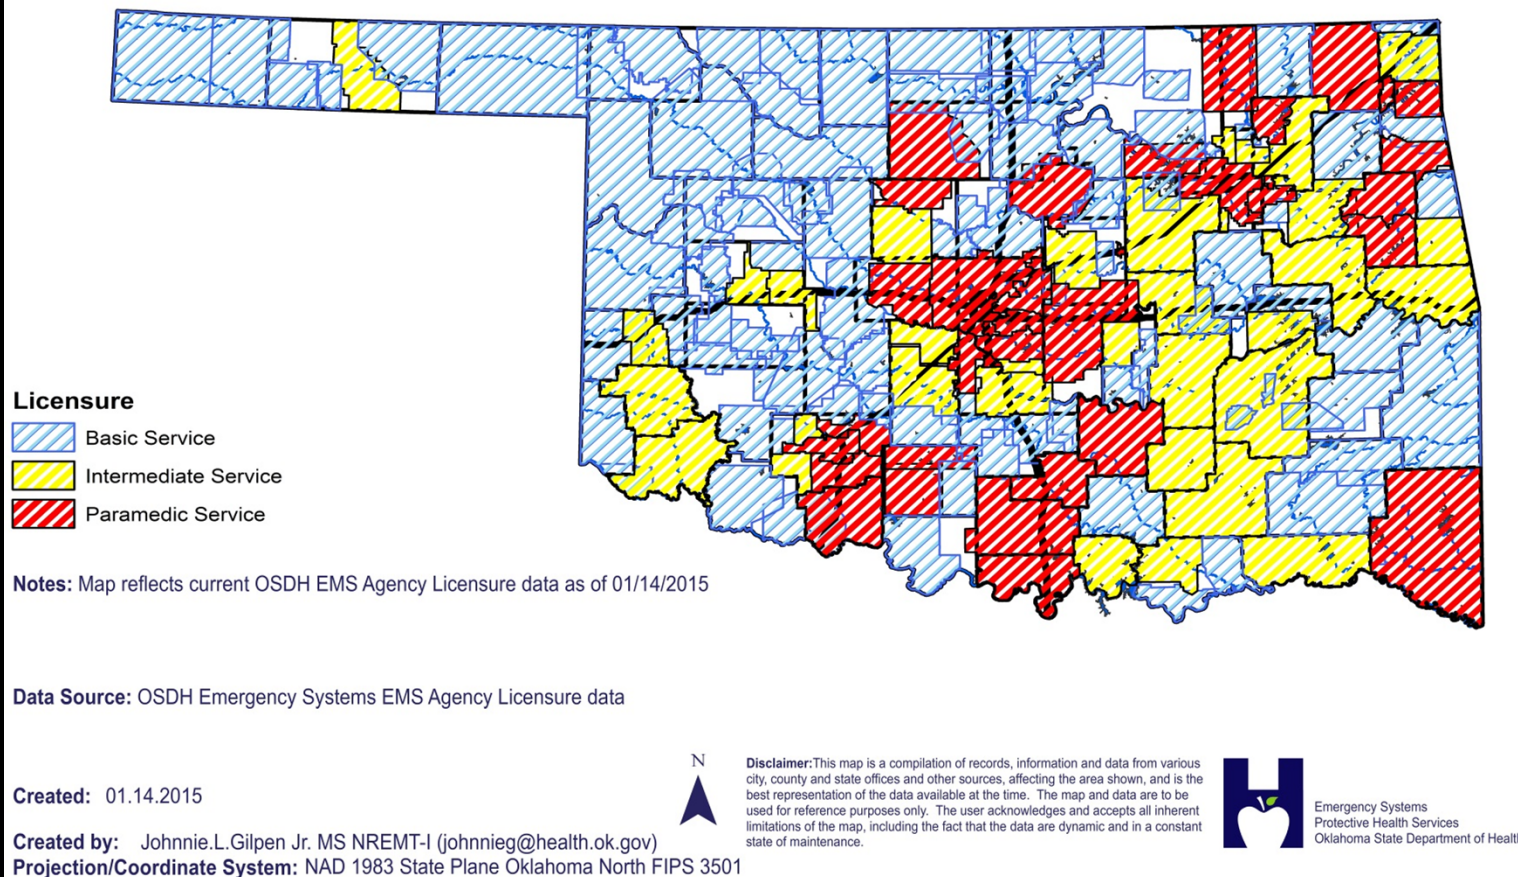 Licensure
Basic Service
Intermediate Service
Paramedic Service
Notes: Map reflects current OSDH EMS Agency Licensure data as of 01/14/2015
Data Source: OSDH Emergency Systems EMS Agency Licensure data
Created: 01.14.2015
Created by: Johnnie.L.Gilpen Jr. MS NREMT-I (johnnieg@health.ok.gov)
Projection/Coordinate System: NAD 1983 State Plane Oklahoma North FIPS 3501
N
Disclaimer:This map is a compilation of records, information and data from various
city, county and state offices and other sources, affecting the area shown, and is the
best representation of the data available at the time. The map and data are to be
used for reference purposes only. The user acknowledges and accepts all inherent
limitations of the map, including the fact that the data are dynamic and in a constant
state of maintenance.
Emergency Systems
Protective Health Services
Oklahoma State Department of Health